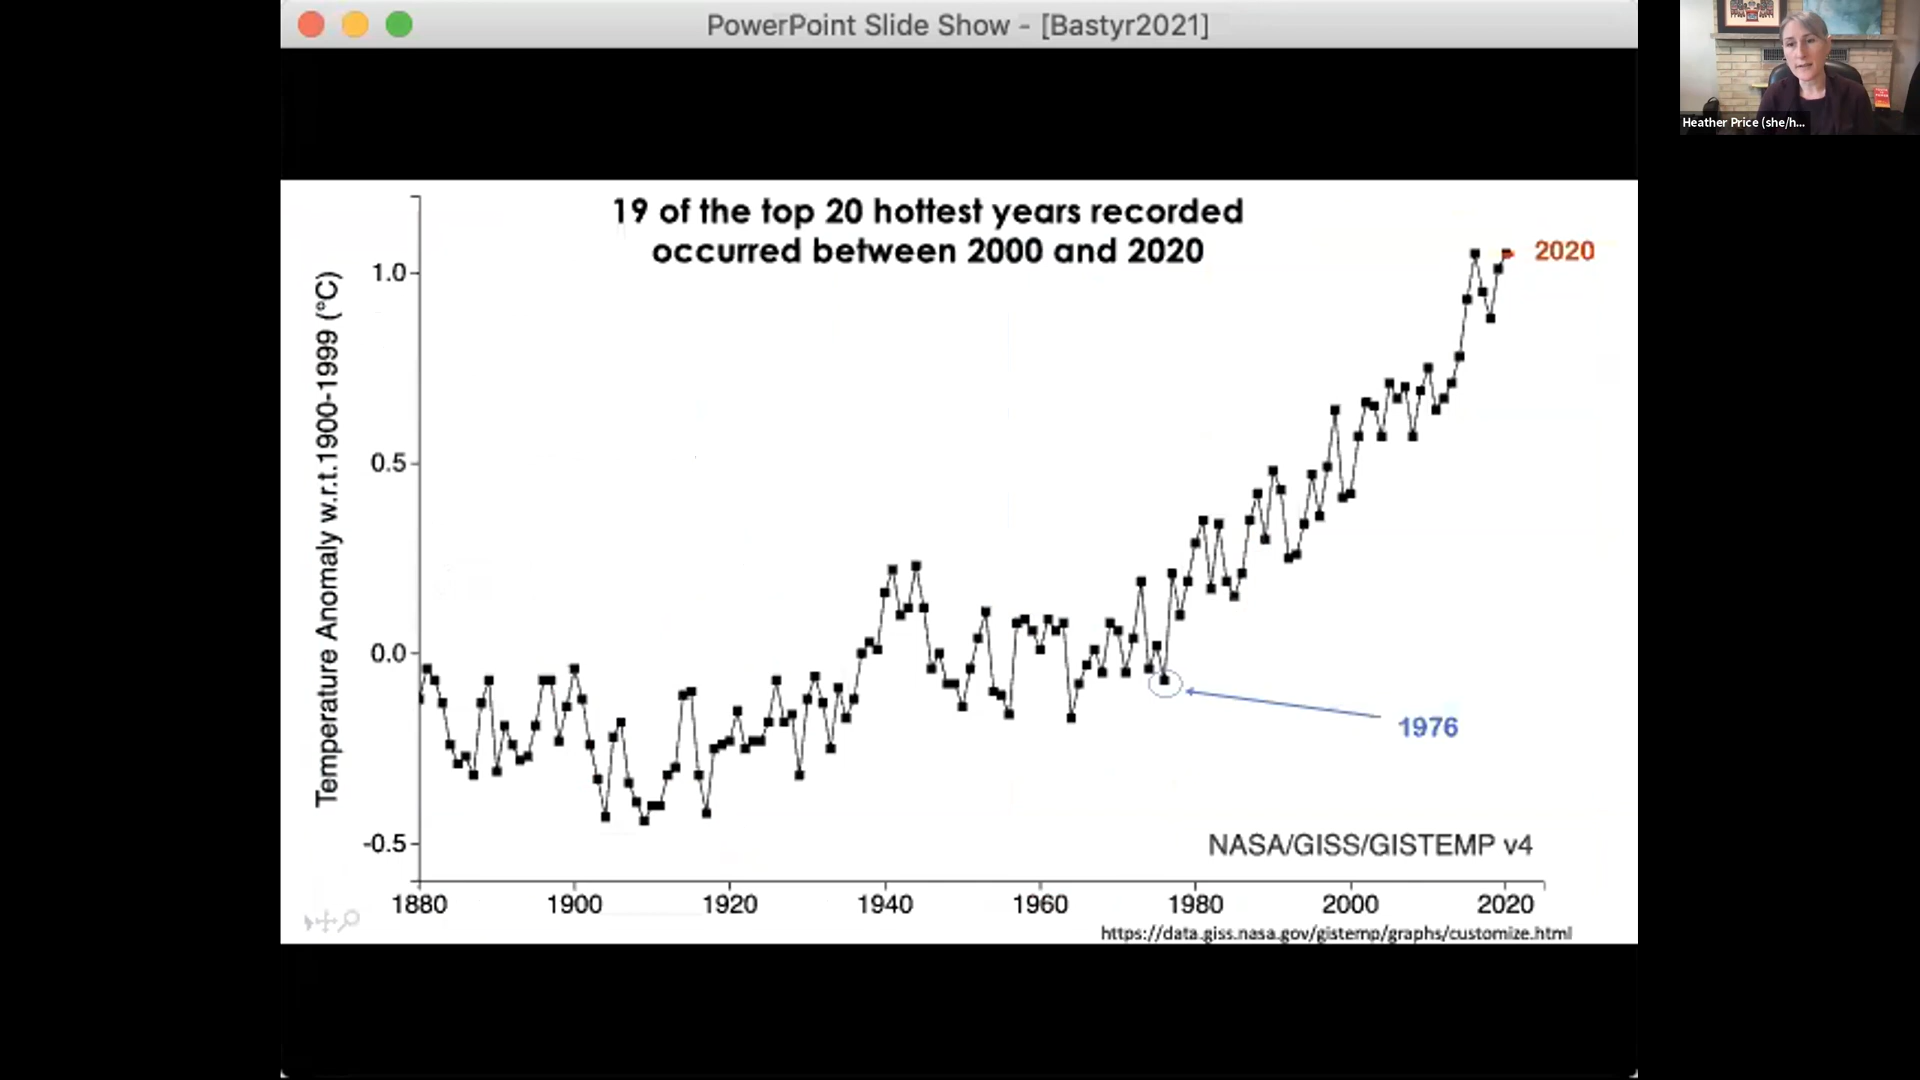 PowerPoint Slide Show - [Bastyr2021]
Heather Price (she/h...
19 of the top 20 hottest years recorded
occurred between 2000 and 2020
2020
Temperature Anomaly w.r.t.1900-1999 (°C)
1.0
0.5
0.0
-0.5
1976
NASA/GISS/GISTEMP v4
1880 1900 1920 1940 1960 1980 2000 2020
https://data.giss.nasa.gov/gistemp/graphs/customize.html